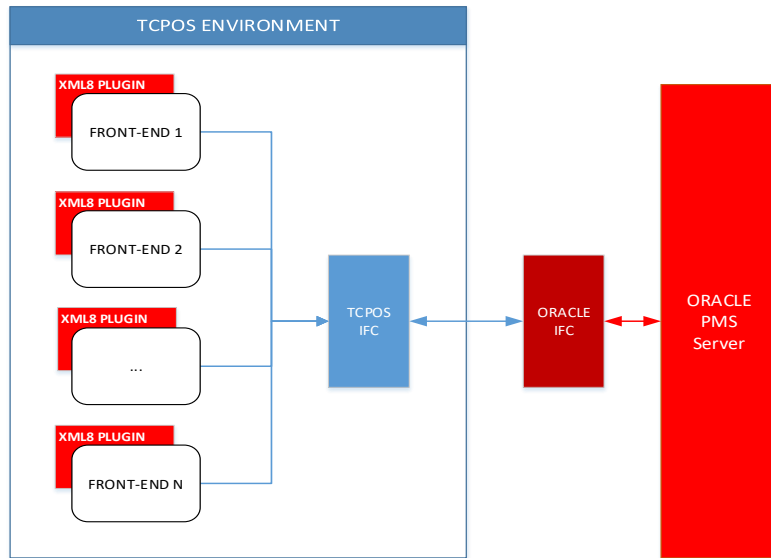 TCPOS ENVIRONMENT
XML8 PLUGIN
FRONT-END 1
XML8 PLUGIN
FRONT-END 2
XML8 PLUGIN
...
XML8 PLUGIN
FRONT-END N
TCPOS
IFC
ORACLE
IFC
ORACLE
PMS
Server